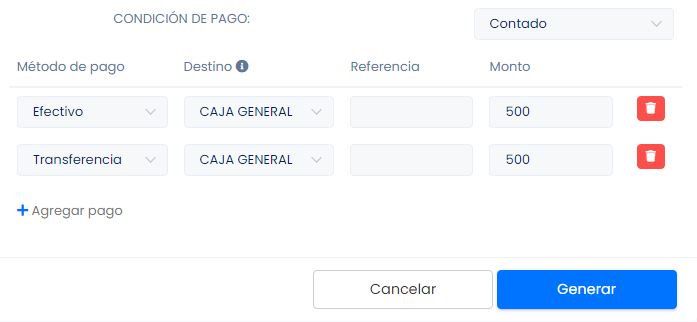 CONDICIÓN DE PAGO: Contado
Método de pago Destino Referencia Monto
Efectivo CAJA GENERAL 500
Transferencia CAJA GENERAL 500
+ Agregar pago
Cancelar Generar